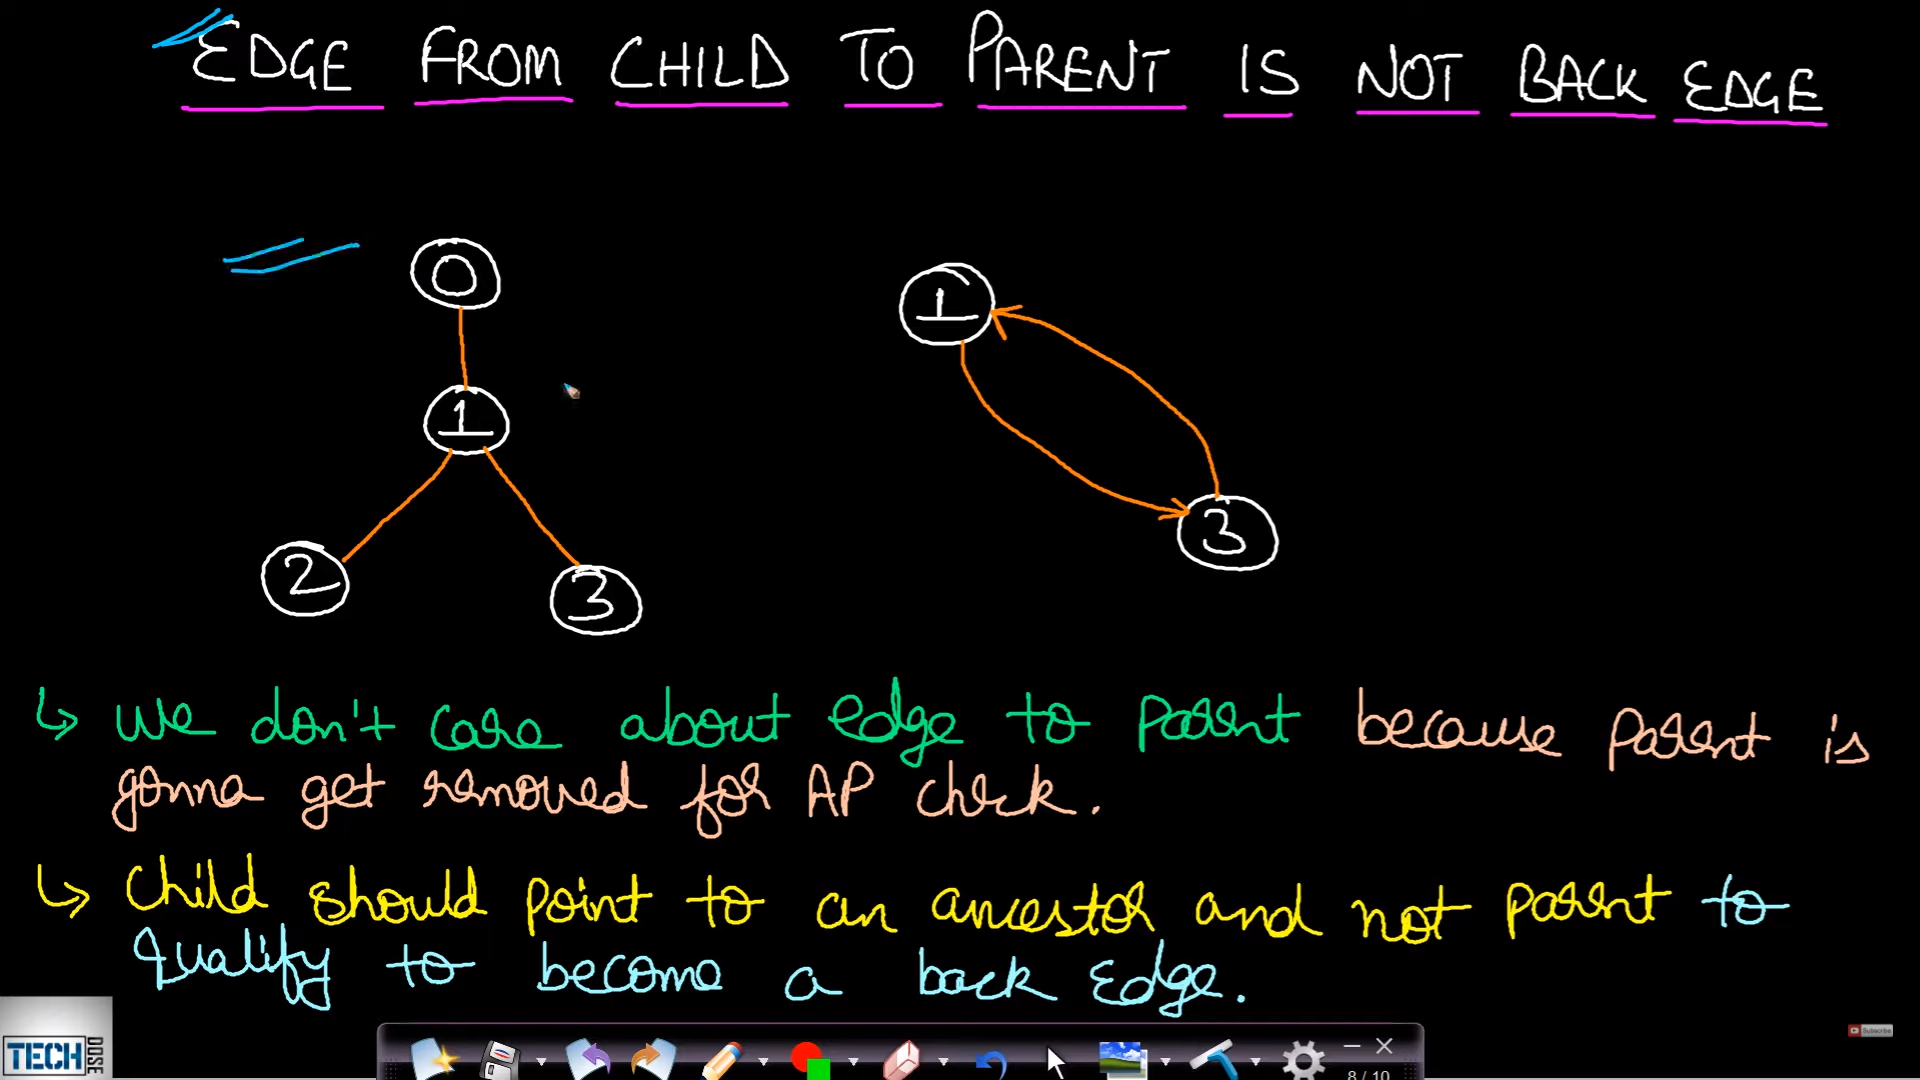 EDGE FROM CHILD TO PARENT IS NOT BACK EDGE
0
1
1
3
2
3
↳ we don't care about edge to parent because parent is
gonna get removed for AP check.
↳ Child should point to an ancestor and not parent to
Qualify to become a back Edge.
TECH DOSE
Subscribe
8 / 10